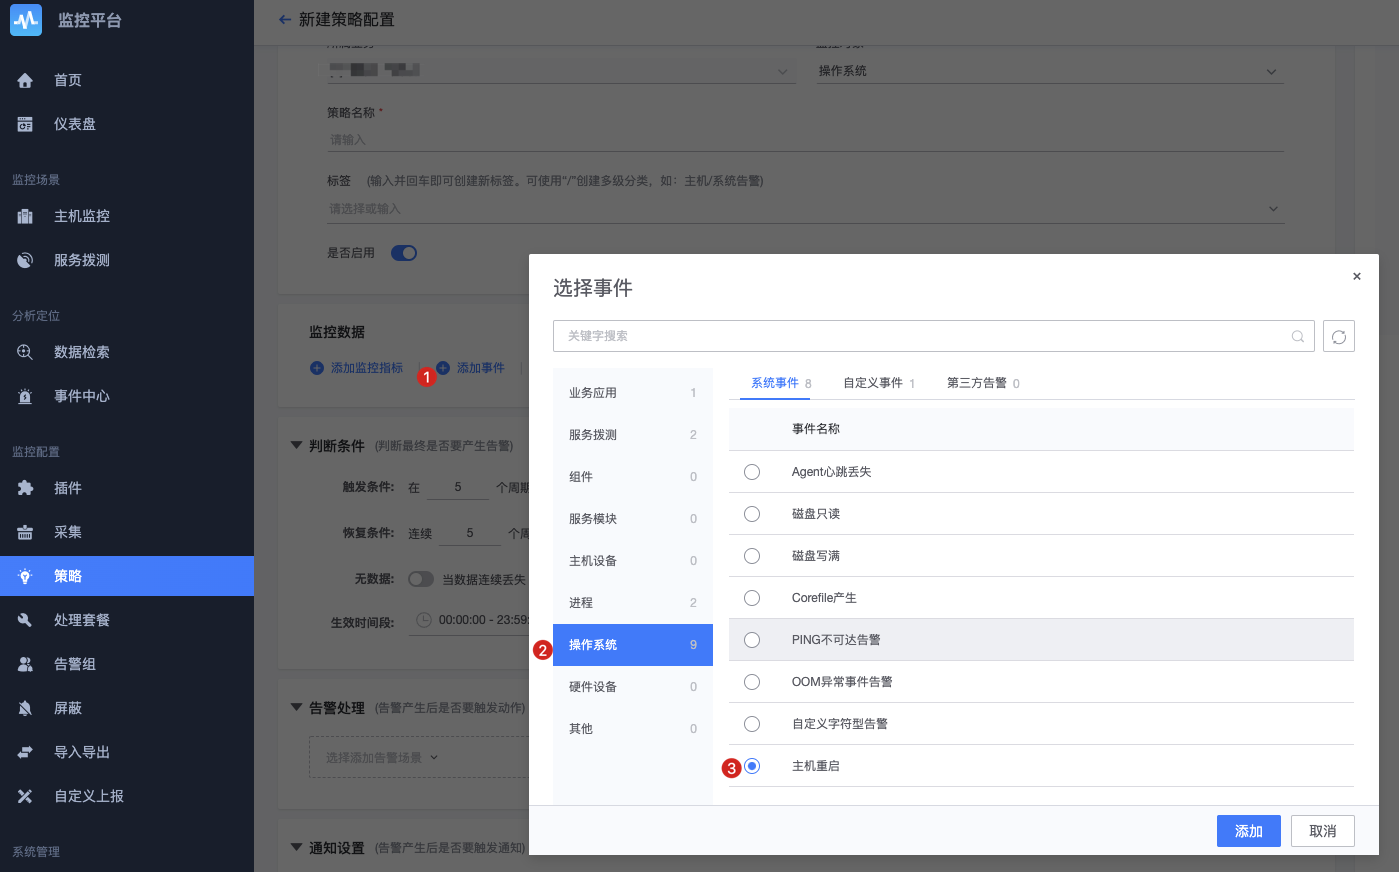 监控平台
首页
仪表盘
监控场景
主机监控
服务拨测
分析定位
数据检索
事件中心
监控配置
插件
采集
策略
处理套餐
告警组
屏蔽
导入导出
自定义上报
系统管理
新建策略配置
操作系统
策略名称 *
请输入
标签 (输入并回车即可创建新标签。可使用“/”创建多级分类，如：主机/系统告警)
请选择或输入
是否启用
监控数据
添加监控指标
1
添加事件
判断条件 (判断最终是否要产生告警)
触发条件: 在 5 个周期
恢复条件: 连续 5 个周
无数据: 当数据连续丢失
生效时间段: 00:00:00 - 23:59:
告警处理 (告警产生后是否要触发动作)
选择添加告警场景
通知设置 (告警产生后是否要触发通知)
选择事件
×
关键字搜索
业务应用 1
服务拨测 2
组件 0
服务模块 0
主机设备 0
进程 2
2
操作系统 9
硬件设备 0
其他 0
系统事件 8
自定义事件 1
第三方告警 0
事件名称
Agent心跳丢失
磁盘只读
磁盘写满
Corefile产生
PING不可达告警
OOM异常事件告警
自定义字符型告警
3
主机重启
添加
取消